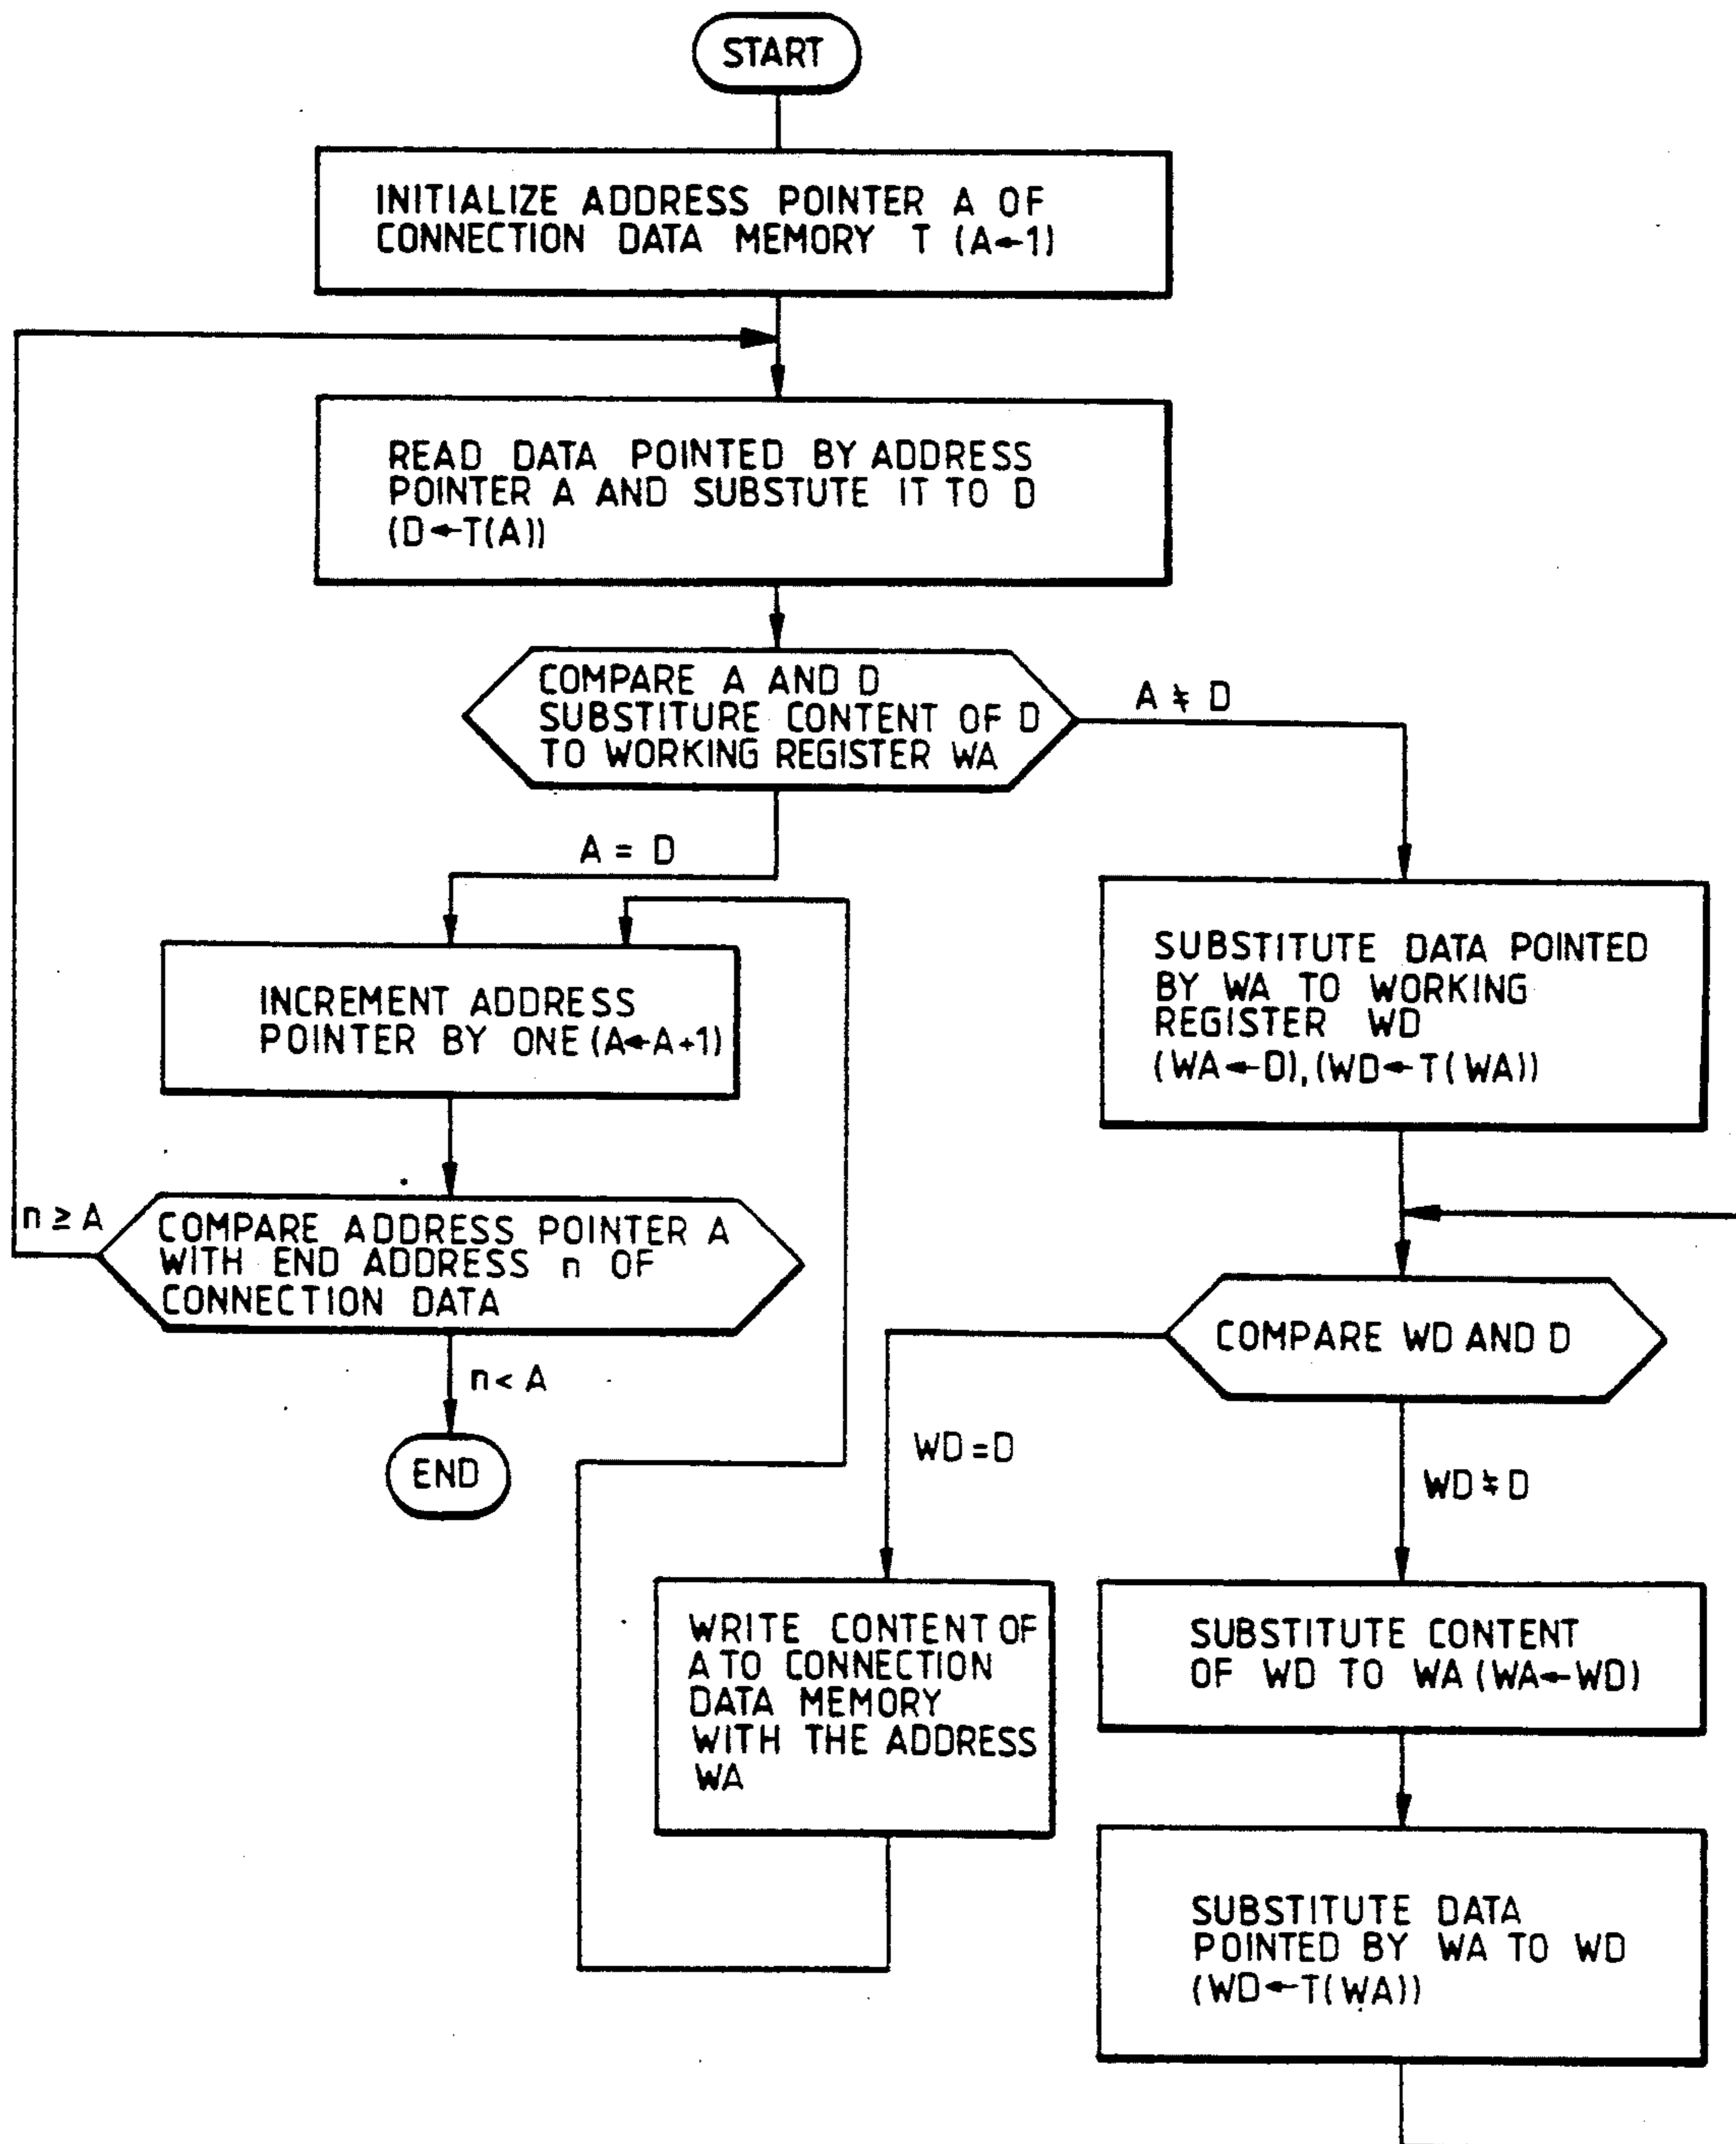 START
INITIALIZE ADDRESS POINTER A OF
CONNECTION DATA MEMORY T (A←1)
READ DATA POINTED BY ADDRESS
POINTER A AND SUBSTUTE IT TO D
(D←T(A))
COMPARE A AND D
SUBSTITURE CONTENT OF D
TO WORKING REGISTER WA
A ≠ D
A = D
INCREMENT ADDRESS
POINTER BY ONE (A←A+1)
SUBSTITUTE DATA POINTED
BY WA TO WORKING
REGISTER WD
(WA←D),(WD←T(WA))
n ≥ A
COMPARE ADDRESS POINTER A
WITH END ADDRESS n OF
CONNECTION DATA
n < A
END
COMPARE WD AND D
WD = D
WD ≠ D
WRITE CONTENT OF
A TO CONNECTION
DATA MEMORY
WITH THE ADDRESS
WA
SUBSTITUTE CONTENT
OF WD TO WA (WA←WD)
SUBSTITUTE DATA
POINTED BY WA TO WD
(WD←T(WA))